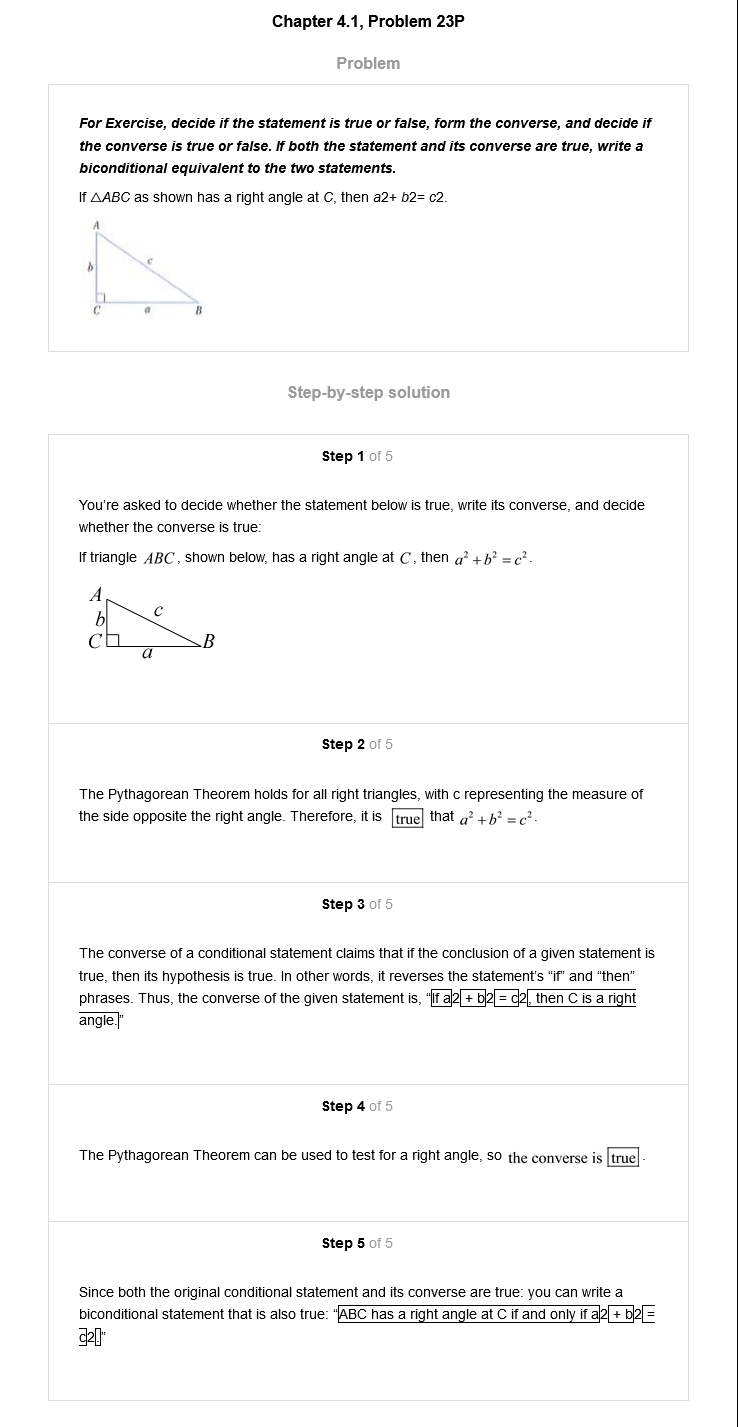 Chapter 4.1, Problem 23P
Problem
For Exercise, decide if the statement is true or false, form the converse, and decide if
the converse is true or false. If both the statement and its converse are true, write a
biconditional equivalent to the two statements.
If △ABC as shown has a right angle at C, then a2+ b2= c2.
A
b
c
C
a
B
Step-by-step solution
Step 1 of 5
You're asked to decide whether the statement below is true, write its converse, and decide
whether the converse is true:
If triangle ABC, shown below, has a right angle at C, then a² + b² = c².
A
b
c
C
a
B
Step 2 of 5
The Pythagorean Theorem holds for all right triangles, with c representing the measure of
the side opposite the right angle. Therefore, it is true that a² + b² = c².
Step 3 of 5
The converse of a conditional statement claims that if the conclusion of a given statement is
true, then its hypothesis is true. In other words, it reverses the statement's “if” and “then”
phrases. Thus, the converse of the given statement is, “If a2 + b2 = c2, then C is a right
angle.”
Step 4 of 5
The Pythagorean Theorem can be used to test for a right angle, so the converse is true.
Step 5 of 5
Since both the original conditional statement and its converse are true: you can write a
biconditional statement that is also true: “ABC has a right angle at C if and only if a2 + b2 =
c2.”